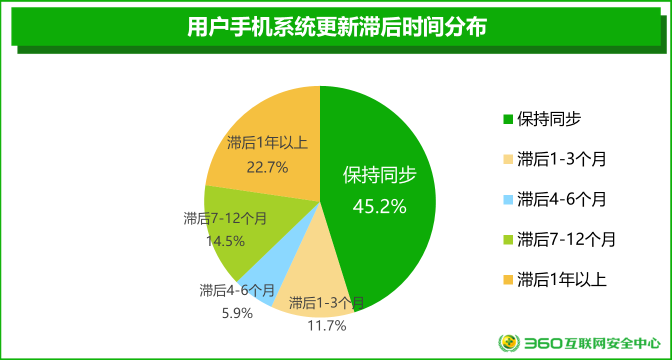 用户手机系统更新滞后时间分布
滞后1年以上
22.7%
保持同步
45.2%
滞后7-12个月
14.5%
滞后4-6个月
5.9%
滞后1-3个月
11.7%
保持同步
滞后1-3个月
滞后4-6个月
滞后7-12个月
滞后1年以上
360互联网安全中心